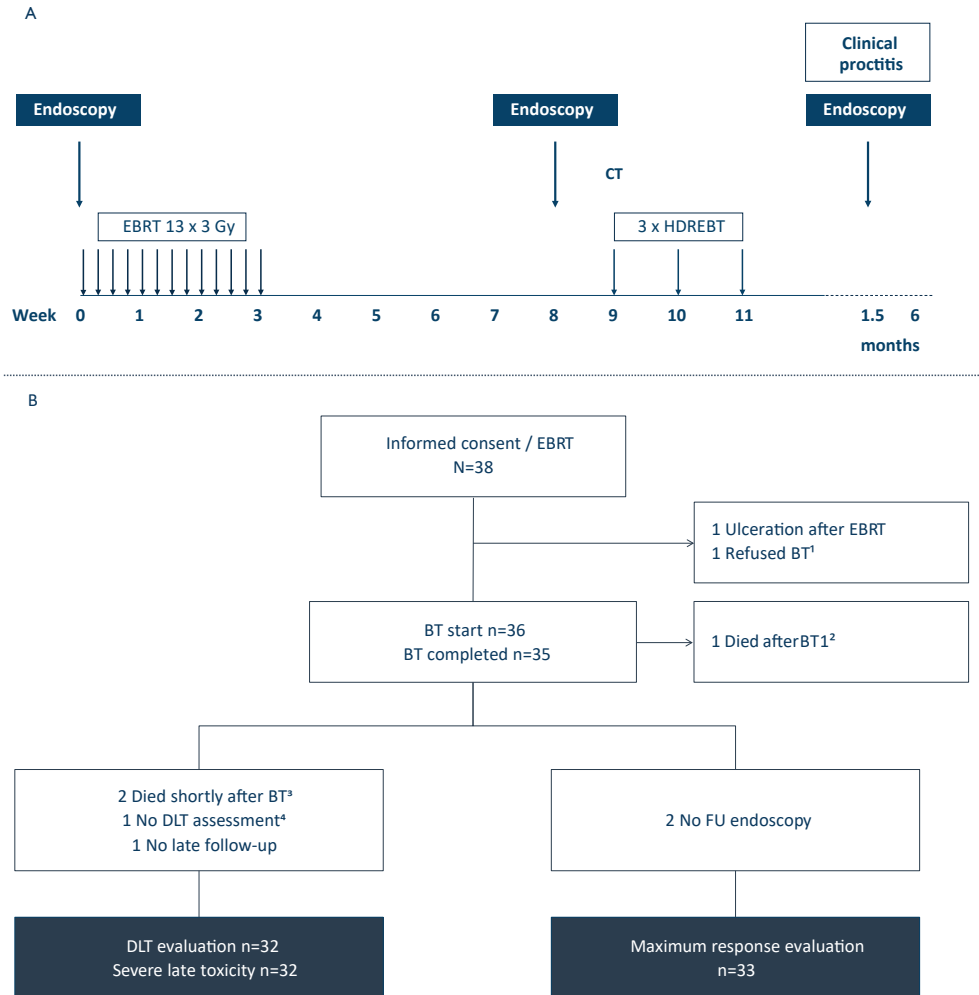 A
Clinical
proctitis
Endoscopy Endoscopy Endoscopy
CT
EBRT 13 x 3 Gy 3 x HDREBT
Week 0 1 2 3 4 5 6 7 8 9 10 11 1.5 6
months
B
Informed consent / EBRT
N=38
1 Ulceration after EBRT
1 Refused BT¹
BT start n=36
BT completed n=35
1 Died afterBT1²
2 Died shortly after BT³
1 No DLT assessment⁴
1 No late follow-up
2 No FU endoscopy
DLT evaluation n=32
Severe late toxicity n=32
Maximum response evaluation
n=33